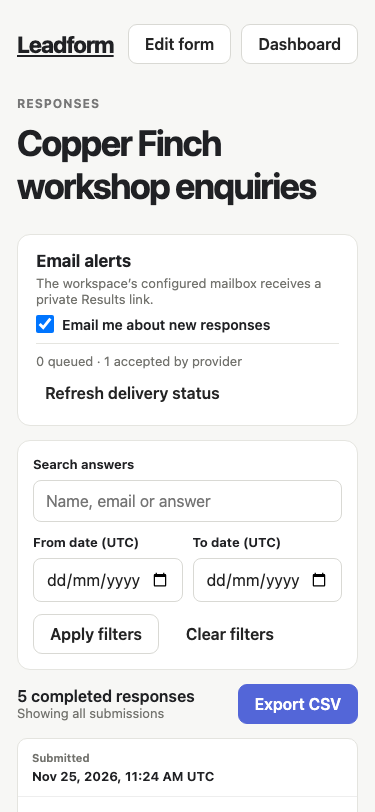 Leadform
Edit form
Dashboard
RESPONSES
Copper Finch
workshop enquiries
Email alerts
The workspace's configured mailbox receives a
private Results link.
Email me about new responses
0 queued · 1 accepted by provider
Refresh delivery status
Search answers
Name, email or answer
From date (UTC)
To date (UTC)
dd/mm/yyyy
dd/mm/yyyy
Apply filters
Clear filters
5 completed responses
Showing all submissions
Export CSV
Submitted
Nov 25, 2026, 11:24 AM UTC